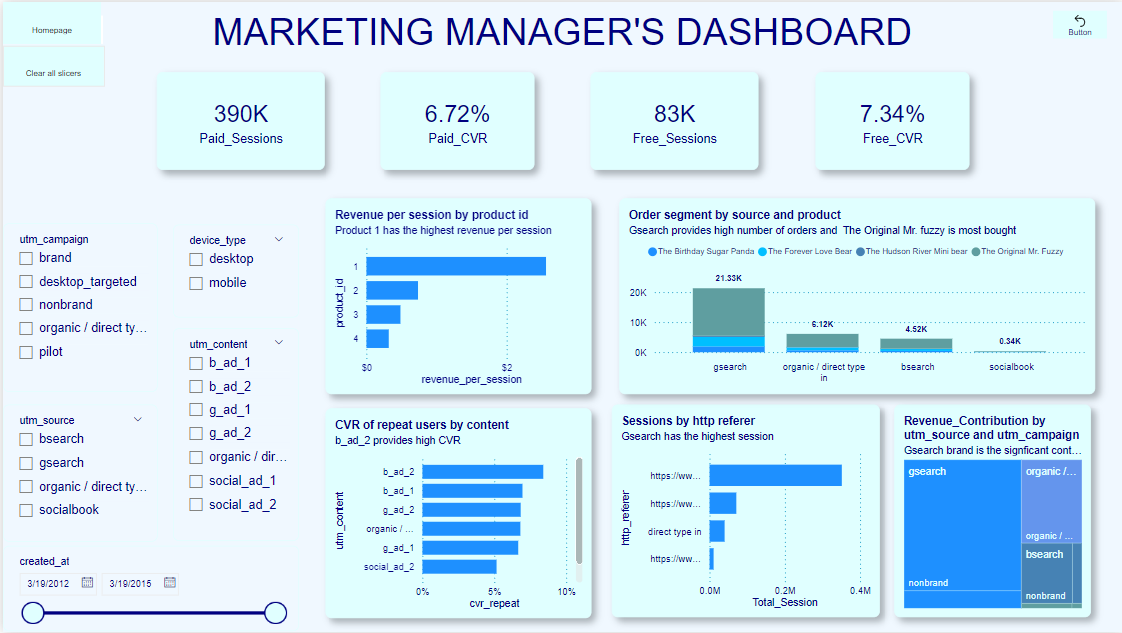 Homepage
MARKETING MANAGER'S DASHBOARD
Button
Clear all slicers
390K
Paid_Sessions
6.72%
Paid_CVR
83K
Free_Sessions
7.34%
Free_CVR
utm_campaign
brand
desktop_targeted
nonbrand
organic / direct ty…
pilot
device_type
desktop
mobile
utm_content
b_ad_1
b_ad_2
g_ad_1
g_ad_2
organic / dir…
social_ad_1
social_ad_2
utm_source
bsearch
gsearch
organic / direct ty…
socialbook
created_at
3/19/2012
3/19/2015
Revenue per session by product id
Product 1 has the highest revenue per session
product_id
1
2
3
4
$0
$2
revenue_per_session
Order segment by source and product
Gsearch provides high number of orders and The Original Mr. fuzzy is most bought
The Birthday Sugar Panda
The Forever Love Bear
The Hudson River Mini bear
The Original Mr. Fuzzy
20K
10K
0K
21.33K
6.12K
4.52K
0.34K
gsearch
organic / direct type
in
bsearch
socialbook
CVR of repeat users by content
b_ad_2 provides high CVR
utm_content
b_ad_2
b_ad_1
g_ad_2
organic / …
g_ad_1
social_ad_2
0%
5%
10%
cvr_repeat
Sessions by http referer
Gsearch has the highest session
http_referer
https://ww…
https://ww…
direct type in
https://ww…
0.0M
0.2M
0.4M
Total_Session
Revenue_Contribution by
utm_source and utm_campaign
Gsearch brand is the signficant cont…
gsearch
nonbrand
organic /…
organic / …
bsearch
nonbrand